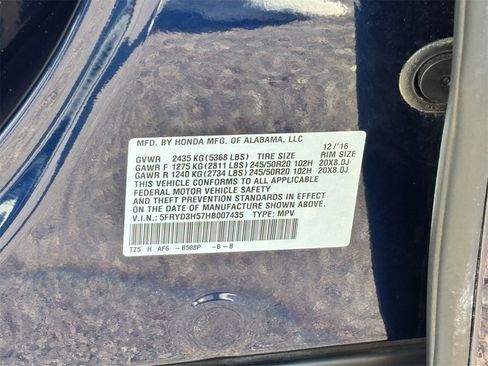 MFD. BY HONDA MFG. OF ALABAMA, LLC 12/'16
GVWR 2435 KG(5368 LBS) TIRE SIZE RIM SIZE
GAWR F 1275 KG(2811 LBS) 245/50R20 102H 20X8.0J
GAWR R 1240 KG(2734 LBS) 245/50R20 102H 20X8.0J
THIS VEHICLE CONFORMS TO ALL APPLICABLE
FEDERAL MOTOR VEHICLE SAFETY
AND THEFT PREVENTION STANDARDS IN EFFECT
ON THE DATE OF MANUFACTURE SHOWN ABOVE.
V.I.N.: 5FRYD3H57HB007435 TYPE: MPV
TZ5 H AF6 -B588P -B-B